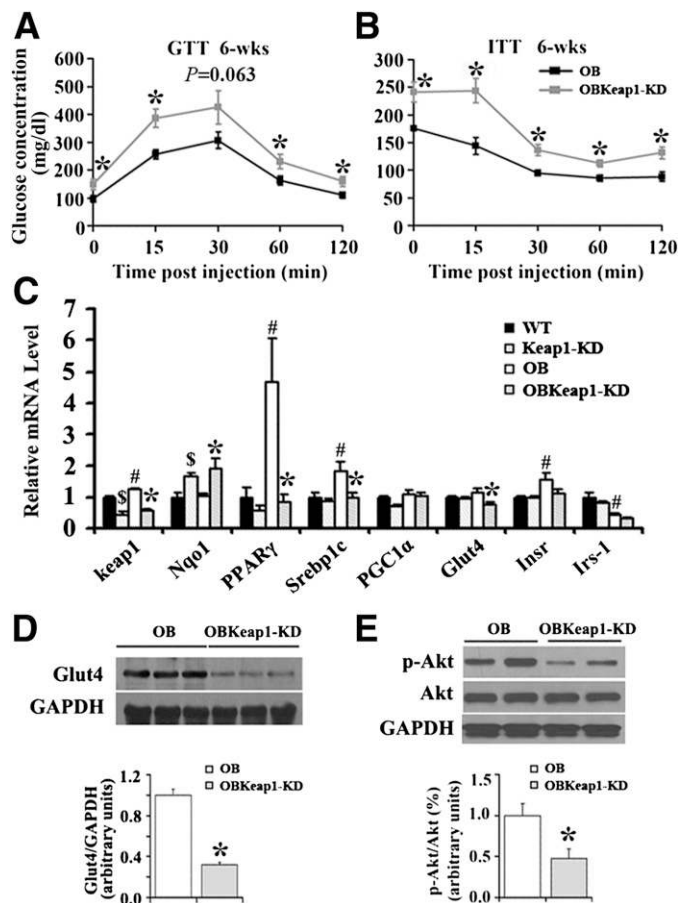 A
GTT 6-wks
P=0.063
Glucose concentration
(mg/dl)
600
500
400
300
200
100
0
* * * *
0 15 30 60 120
Time post injection (min)
B
ITT 6-wks
OB
OBKeap1-KD
300
250
200
150
100
50
0
* * * * *
0 15 30 60 120
Time post injection (min)
C
Relative mRNA Level
7
6
5
4
3
2
1
0
WT
Keap1-KD
OB
OBKeap1-KD
$ # *
$ *
# *
# *
*
#
#
keap1 Nqo1 PPARγ Srebp1c PGC1α Glut4 Insr Irs-1
D
OB OBKeap1-KD
Glut4
GAPDH
OB
OBKeap1-KD
Glut4/GAPDH
(arbitrary units)
1.2
0.8
0.4
0.0
*
E
OB OBKeap1-KD
p-Akt
Akt
GAPDH
OB
OBKeap1-KD
p-Akt/Akt (%)
(arbitrary units)
1.5
1.0
0.5
0.0
*